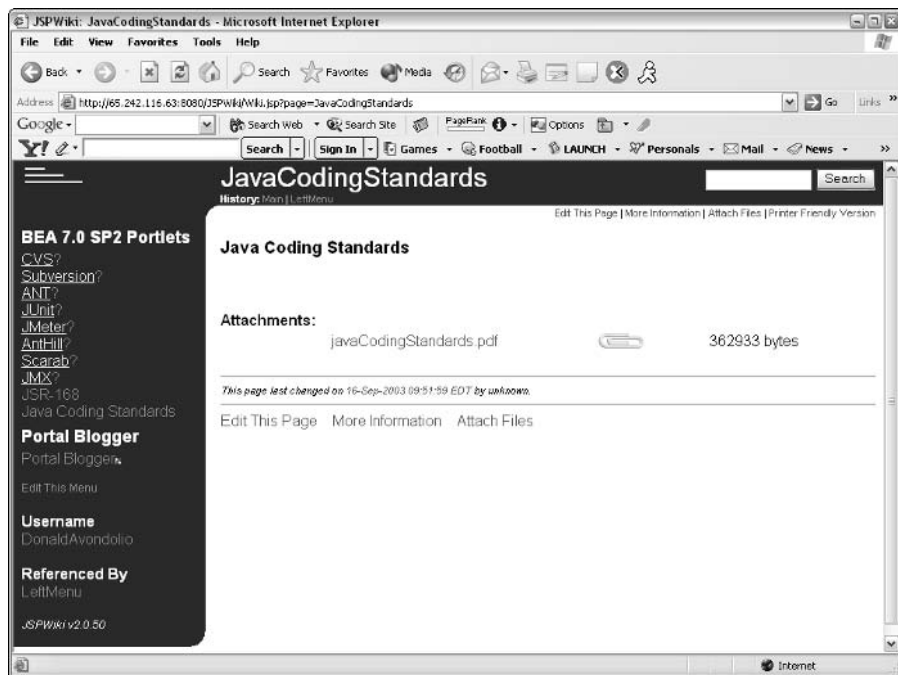 JSPWiki: JavaCodingStandards - Microsoft Internet Explorer
File Edit View Favorites Tools Help
Back Search Favorites Media
Address http://65.242.116.63:8080/JSPWiki/Wiki.jsp?page=JavaCodingStandards Go Links »
Google Search Web Search Site PageRank Options
Y! Search Sign In Games Football LAUNCH Personals Mail News »
JavaCodingStandards Search
History: Main | LeftMenu
Edit This Page | More Information | Attach Files | Printer Friendly Version
BEA 7.0 SP2 Portlets
CVS?
Subversion?
ANT?
JUnit?
JMeter?
AntHill?
Scarab?
JMX?
JSR-168
Java Coding Standards
Portal Blogger
Portal Blogger
Edit This Menu
Username
DonaldAvondolio
Referenced By
LeftMenu
JSPWiki v2.0.50
Java Coding Standards
Attachments:
javaCodingStandards.pdf 362933 bytes
This page last changed on 16-Sep-2003 09:51:59 EDT by unknown.
Edit This Page More Information Attach Files
Internet